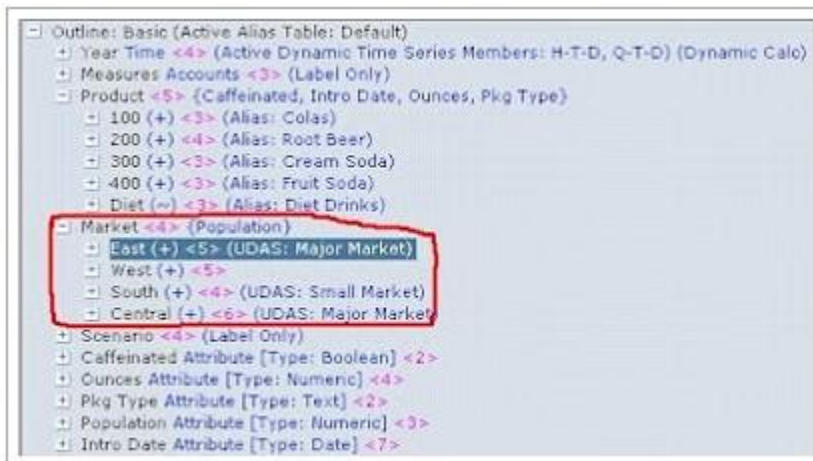 Outline: Basic (Active Alias Table: Default)
Year Time <4> (Active Dynamic Time Series Members: H-T-D, Q-T-D) (Dynamic Calc)
Measures Accounts <3> (Label Only)
Product <5> {Caffeinated, Intro Date, Ounces, Pkg Type}
100 (+) <3> (Alias: Colas)
200 (+) <4> (Alias: Root Beer)
300 (+) <3> (Alias: Cream Soda)
400 (+) <3> (Alias: Fruit Soda)
Diet (~) <3> (Alias: Diet Drinks)
Market <4> {Population}
East (+) <5> (UDAS: Major Market)
West (+) <5>
South (+) <4> (UDAS: Small Market)
Central (+) <6> (UDAS: Major Market
Scenario <4> (Label Only)
Caffeinated Attribute [Type: Boolean] <2>
Ounces Attribute [Type: Numeric] <4>
Pkg Type Attribute [Type: Text] <2>
Population Attribute [Type: Numeric] <3>
Intro Date Attribute [Type: Date] <7>